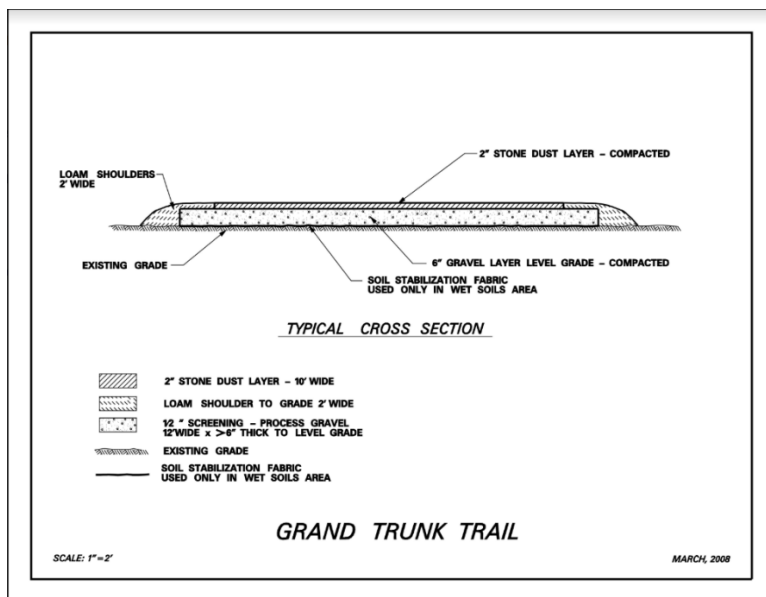 2" STONE DUST LAYER – COMPACTED
LOAM SHOULDERS
2' WIDE
EXISTING GRADE
6" GRAVEL LAYER LEVEL GRADE – COMPACTED
SOIL STABILIZATION FABRIC
USED ONLY IN WET SOILS AREA
TYPICAL CROSS SECTION
2" STONE DUST LAYER – 10' WIDE
LOAM SHOULDER TO GRADE 2' WIDE
1/2 " SCREENING – PROCESS GRAVEL
12'WIDE x >6" THICK TO LEVEL GRADE
EXISTING GRADE
SOIL STABILIZATION FABRIC
USED ONLY IN WET SOILS AREA
GRAND TRUNK TRAIL
SCALE: 1"=2'
MARCH, 2008